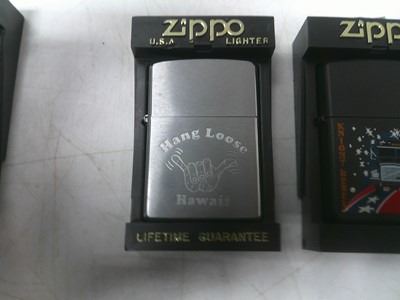 Zippo
U.S.A LIGHTER
Hang Loose
Hawaii
LIFETIME GUARANTEE
Zippo